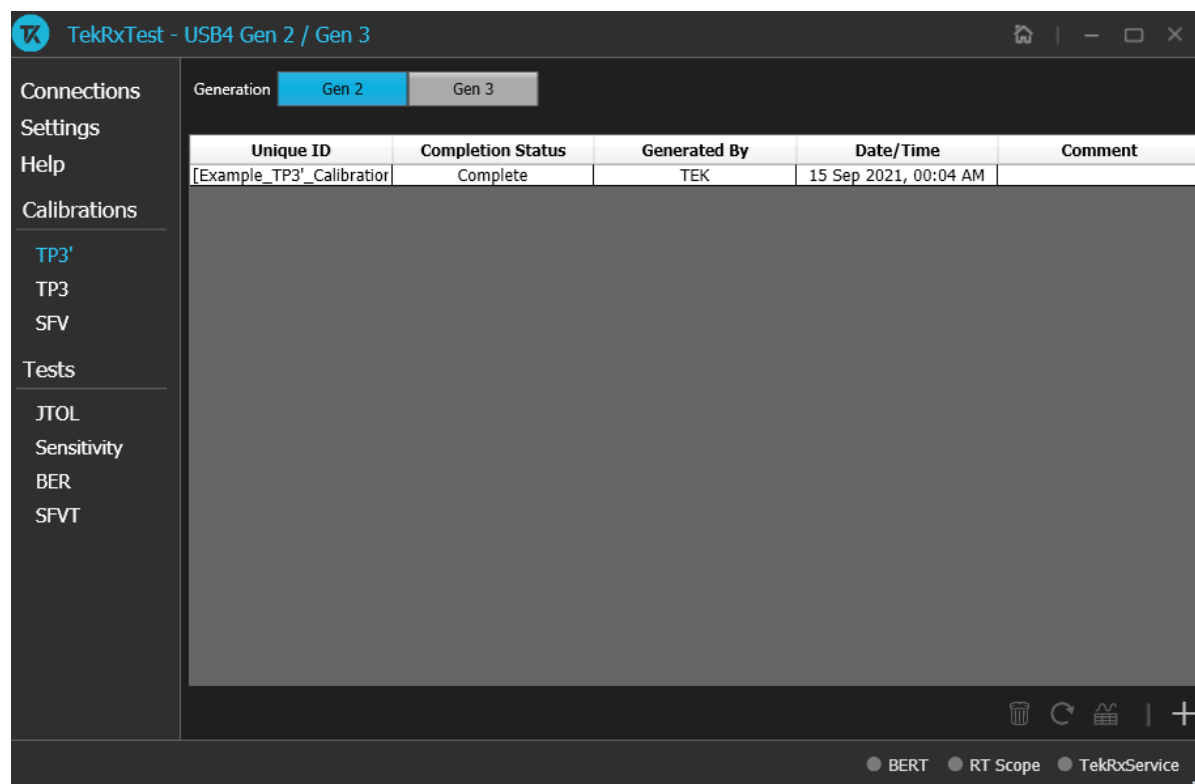 TekRxTest - USB4 Gen 2 / Gen 3
Connections
Settings
Help
Calibrations
TP3'
TP3
SFV
Tests
JTOL
Sensitivity
BER
SFVT
Generation Gen 2 Gen 3
Unique ID Completion Status Generated By Date/Time Comment
[Example_TP3'_Calibration Complete TEK 15 Sep 2021, 00:04 AM
BERT RT Scope TekRxService